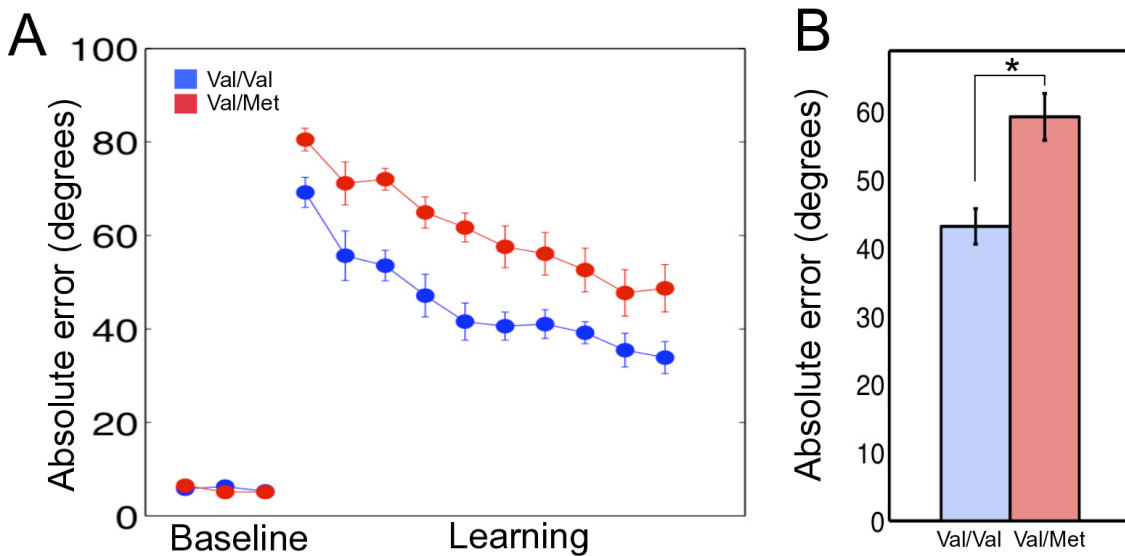 A
Absolute error (degrees)
100
80
60
40
20
0
Val/Val
Val/Met
Baseline Learning
B
Absolute error (degrees)
60
50
40
30
20
10
0
*
Val/Val Val/Met